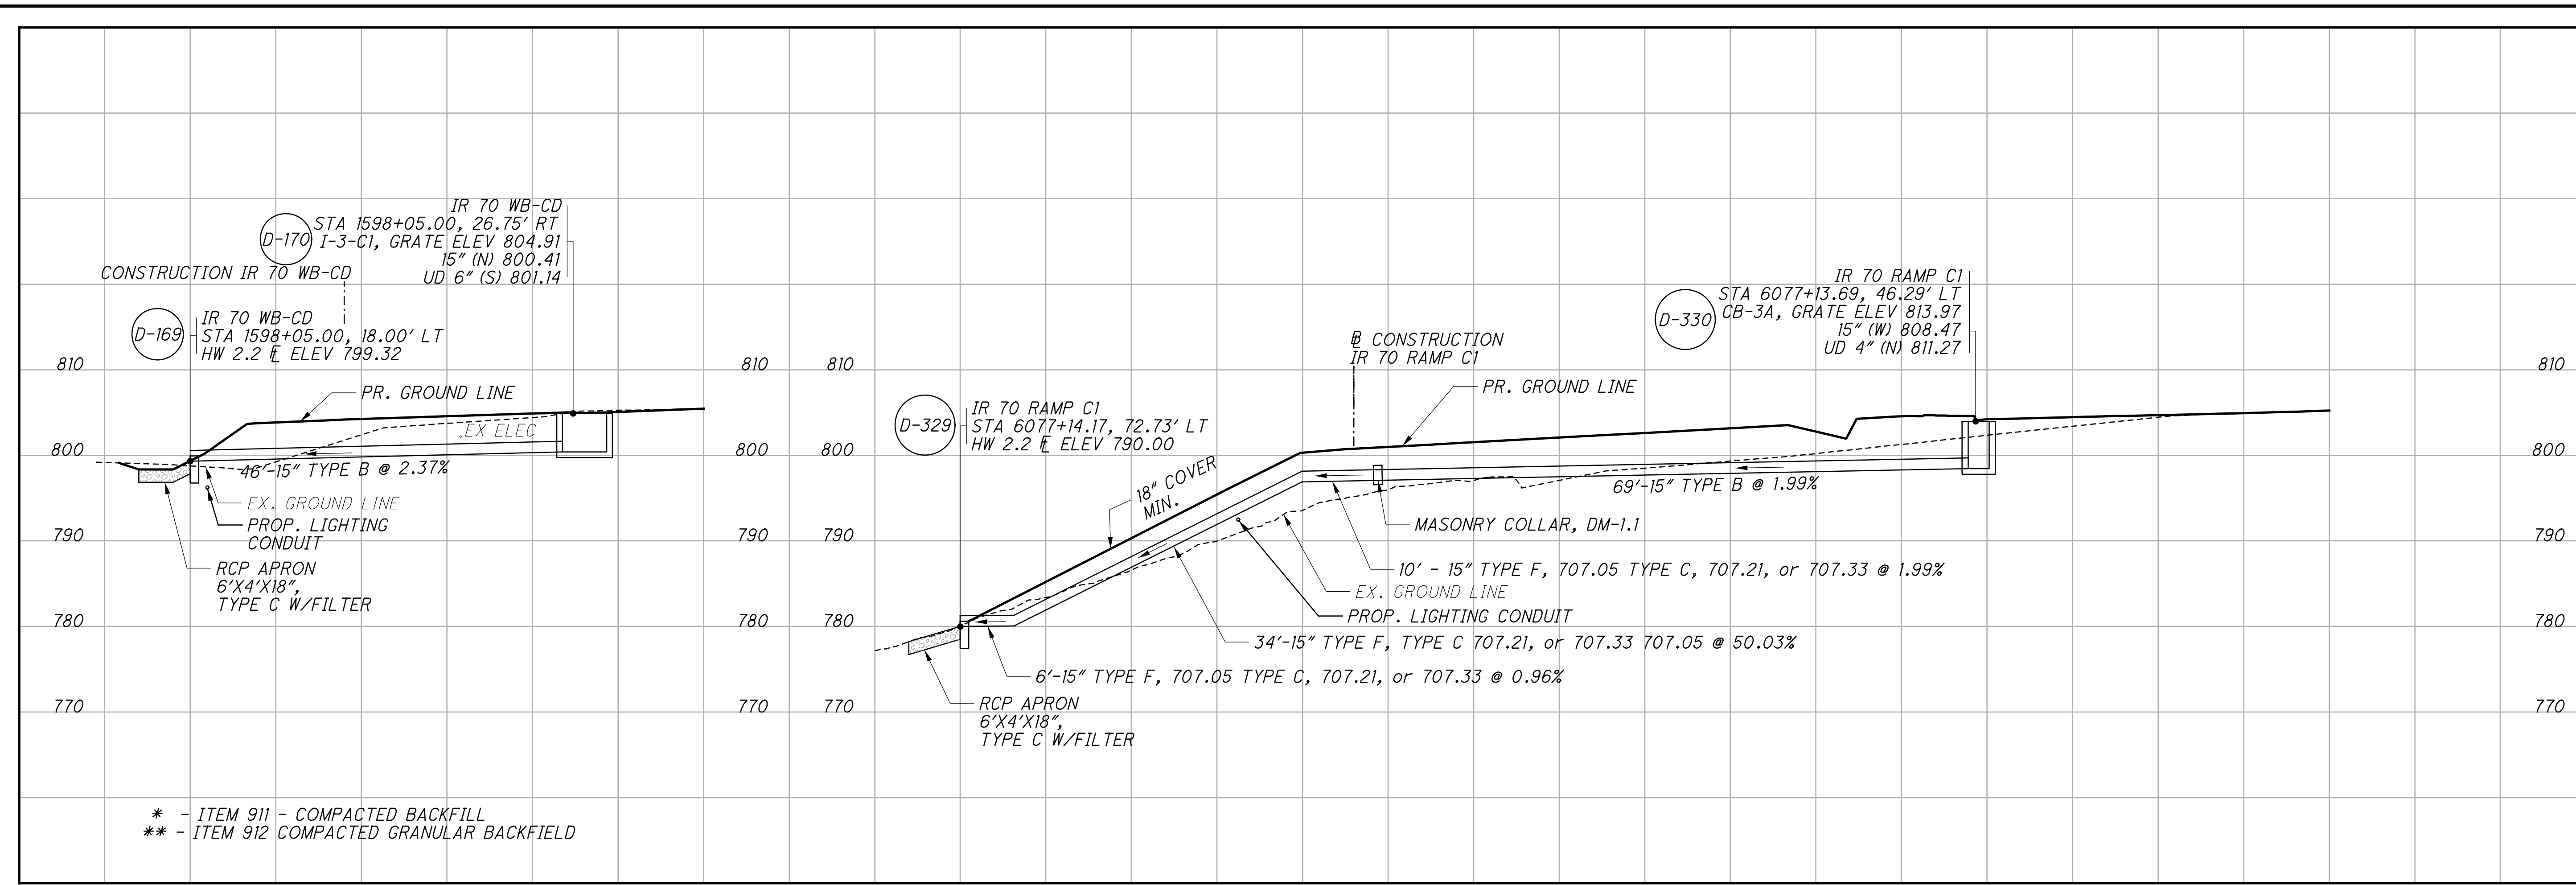 IR 70 WB-CD
STA 1598+05.00, 26.75' RT
I-3-C1, GRATE ELEV 804.91
15" (N) 800.41
UD 6" (S) 801.14
D-170
CONSTRUCTION IR 70 WB-CD
D-169
IR 70 WB-CD
STA 1598+05.00, 18.00' LT
HW 2.2 FL ELEV 799.32
810
800
790
780
770
PR. GROUND LINE
EX ELEC
46'-15" TYPE B @ 2.37%
EX. GROUND LINE
PROP. LIGHTING
CONDUIT
RCP APRON
6'X4'X18",
TYPE C W/FILTER
810
800
790
780
770
* - ITEM 911 - COMPACTED BACKFILL
** - ITEM 912 COMPACTED GRANULAR BACKFIELD
810
800
790
780
770
D-329
IR 70 RAMP C1
STA 6077+14.17, 72.73' LT
HW 2.2 FL ELEV 790.00
BL CONSTRUCTION
IR 70 RAMP C1
PR. GROUND LINE
D-330
IR 70 RAMP C1
STA 6077+13.69, 46.29' LT
CB-3A, GRATE ELEV 813.97
15" (W) 808.47
UD 4" (N) 811.27
18" COVER
MIN.
69'-15" TYPE B @ 1.99%
MASONRY COLLAR, DM-1.1
10' - 15" TYPE F, 707.05 TYPE C, 707.21, or 707.33 @ 1.99%
EX. GROUND LINE
PROP. LIGHTING CONDUIT
34'-15" TYPE F, TYPE C 707.21, or 707.33 707.05 @ 50.03%
6'-15" TYPE F, 707.05 TYPE C, 707.21, or 707.33 @ 0.96%
RCP APRON
6'X4'X18",
TYPE C W/FILTER
810
800
790
780
770